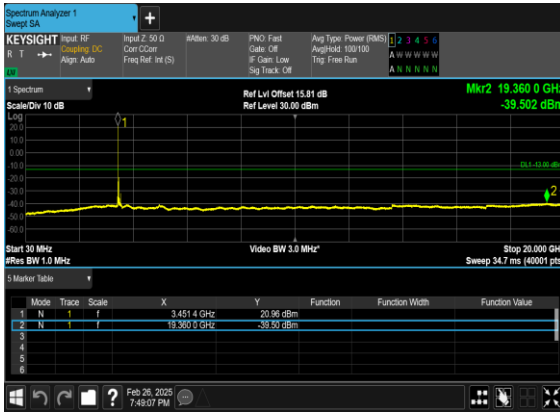 Spectrum Analyzer 1
Swept SA
+
KEYSIGHT Input: RF Input Z: 50 Ω #Atten: 30 dB PNO: Fast Avg Type: Power (RMS) 1 2 3 4 5 6
R T Coupling: DC Corr CCorr Gate: Off Avg|Hold: 100/100 A W W W W W
Align: Auto Freq Ref: Int (S) IF Gain: Low Trig: Free Run
Sig Track: Off A N N N N N
1 Spectrum Ref Lvl Offset 15.81 dB Mkr2 19.360 0 GHz
Scale/Div 10 dB Ref Level 30.00 dBm -39.502 dBm
Log
20.0
10.0
0.00
-10.0
DL1 -13.00 dBm
-20.0
-30.0
-40.0
-50.0
-60.0
1
2
Start 30 MHz Video BW 3.0 MHz* Stop 20.000 GHz
#Res BW 1.0 MHz Sweep 34.7 ms (40001 pts)
5 Marker Table
Mode Trace Scale X Y Function Function Width Function Value
1 N 1 f 3.451 4 GHz 20.96 dBm
2 N 1 f 19.360 0 GHz -39.50 dBm
3
4
5
6
? Feb 26, 2025
7:49:07 PM